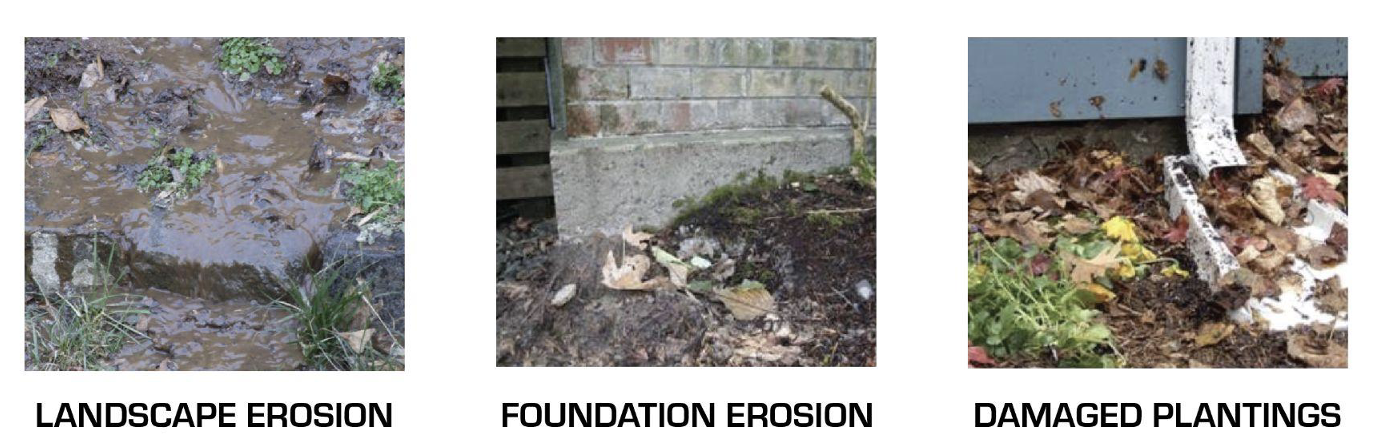 LANDSCAPE EROSION
FOUNDATION EROSION
DAMAGED PLANTINGS